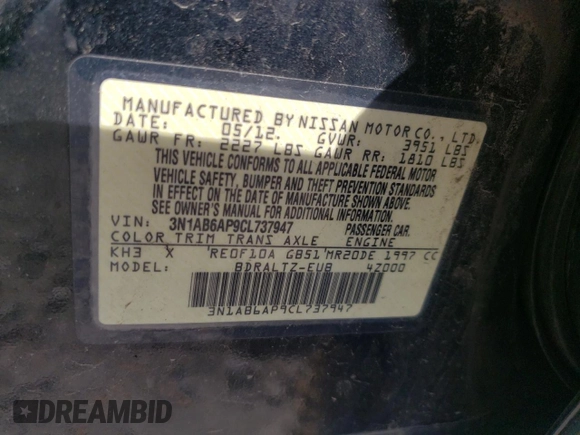 MANUFACTURED BY NISSAN MOTOR CO., LTD.
DATE: 05/12. GVWR: 3951 LBS
GAWR FR: 2227 LBS GAWR RR: 1810 LBS
THIS VEHICLE CONFORMS TO ALL APPLICABLE FEDERAL MOTOR
VEHICLE SAFETY, BUMPER AND THEFT PREVENTION STANDARDS
IN EFFECT ON THE DATE OF MANUFACTURE SHOWN ABOVE.
SEE OWNER'S MANUAL FOR ADDITIONAL INFORMATION
VIN: 3N1AB6AP9CL737947 PASSENGER CAR.
COLOR TRIM TRANS AXLE ENGINE
KH3 X RE0F10A GB51 MR20DE 1997 CC
BDRALTZ-EUB 4Z000
3N1AB6AP9CL737947
DREAMBID